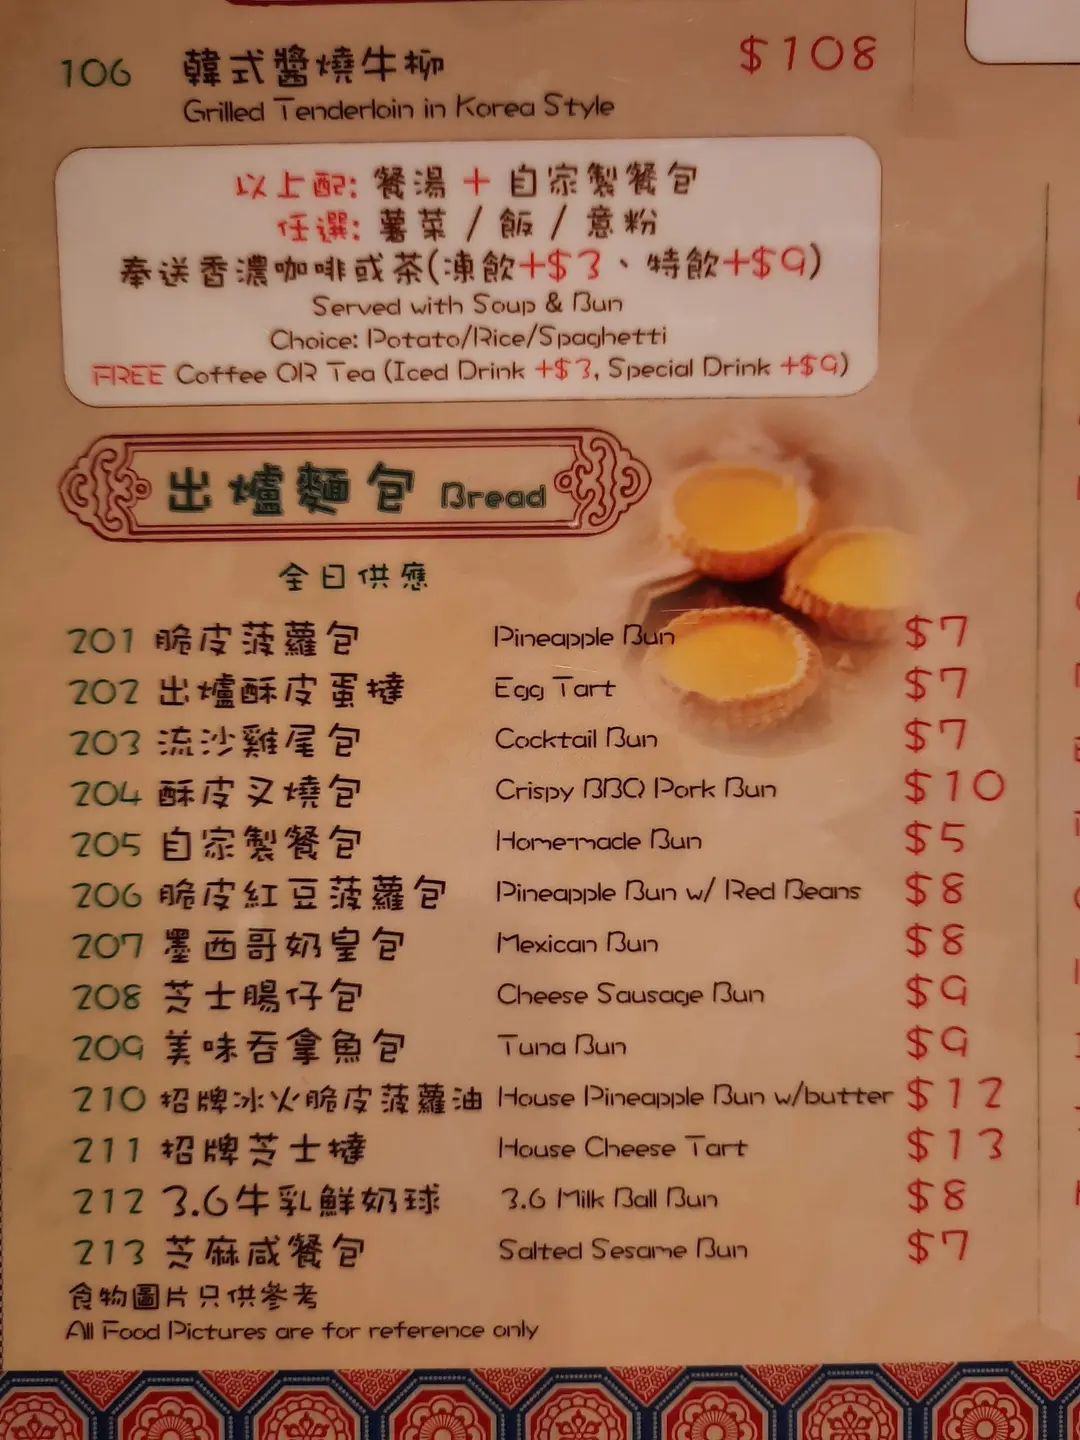 106 韓式醬燒牛柳 $108
Grilled Tenderloin in Korea Style
以上配: 餐湯 + 自家製餐包
任選: 薯菜 / 飯 / 意粉
奉送香濃咖啡或茶(凍飲+$3、特飲+$9)
Served with Soup & Bun
Choice: Potato/Rice/Spaghetti
FREE Coffee OR Tea (Iced Drink +$3, Special Drink +$9)
出爐麵包 Bread
全日供應
201 脆皮菠蘿包 Pineapple Bun $7
202 出爐酥皮蛋撻 Egg Tart $7
203 流沙雞尾包 Cocktail Bun $7
204 酥皮叉燒包 Crispy BBQ Pork Bun $10
205 自家製餐包 Home-made Bun $5
206 脆皮紅豆菠蘿包 Pineapple Bun w/ Red Beans $8
207 墨西哥奶皇包 Mexican Bun $8
208 芝士腸仔包 Cheese Sausage Bun $9
209 美味吞拿魚包 Tuna Bun $9
210 招牌冰火脆皮菠蘿油 House Pineapple Bun w/butter $12
211 招牌芝士撻 House Cheese Tart $13
212 3.6牛乳鮮奶球 3.6 Milk Ball Bun $8
213 芝麻咸餐包 Salted Sesame Bun $7
食物圖片只供參考
All Food Pictures are for reference only